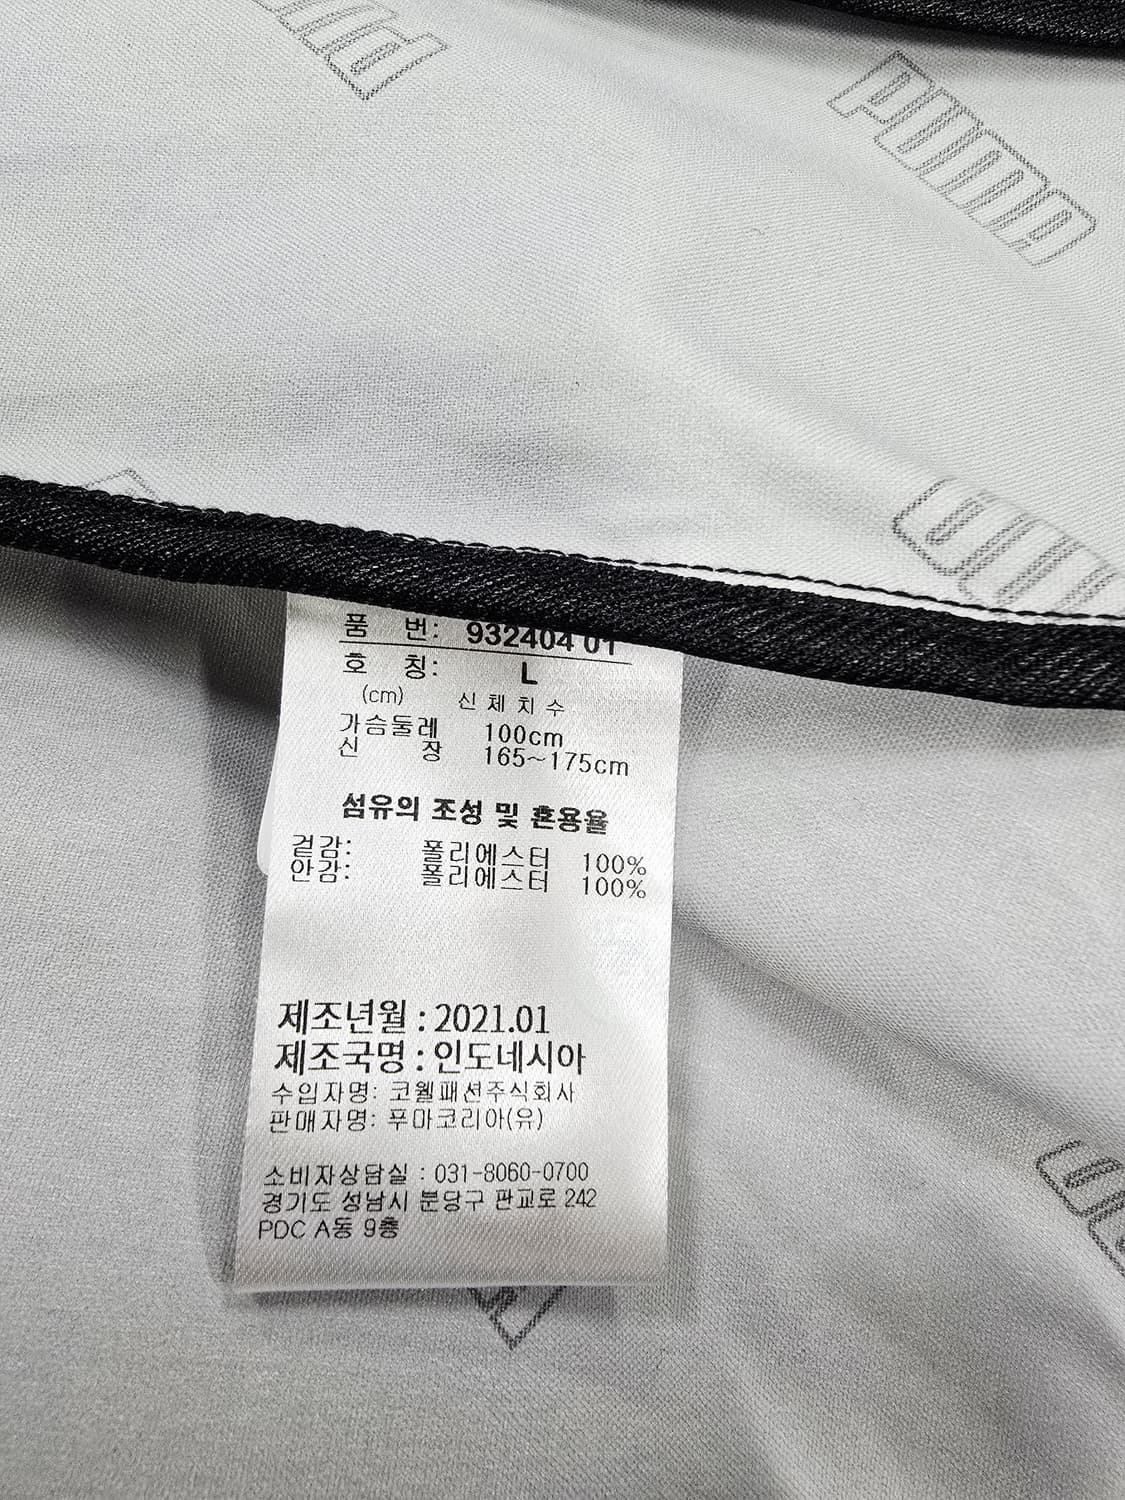 PUMA
품 번: 932404 01
호 칭: L
(cm) 신체치수
가슴둘레 100cm
신 장 165~175cm
섬유의 조성 및 혼용율
겉감: 폴리에스터 100%
안감: 폴리에스터 100%
제조년월 : 2021.01
제조국명 : 인도네시아
수입자명: 코웰패션주식회사
판매자명: 푸마코리아(유)
소비자상담실 : 031-8060-0700
경기도 성남시 분당구 판교로 242
PDC A동 9층